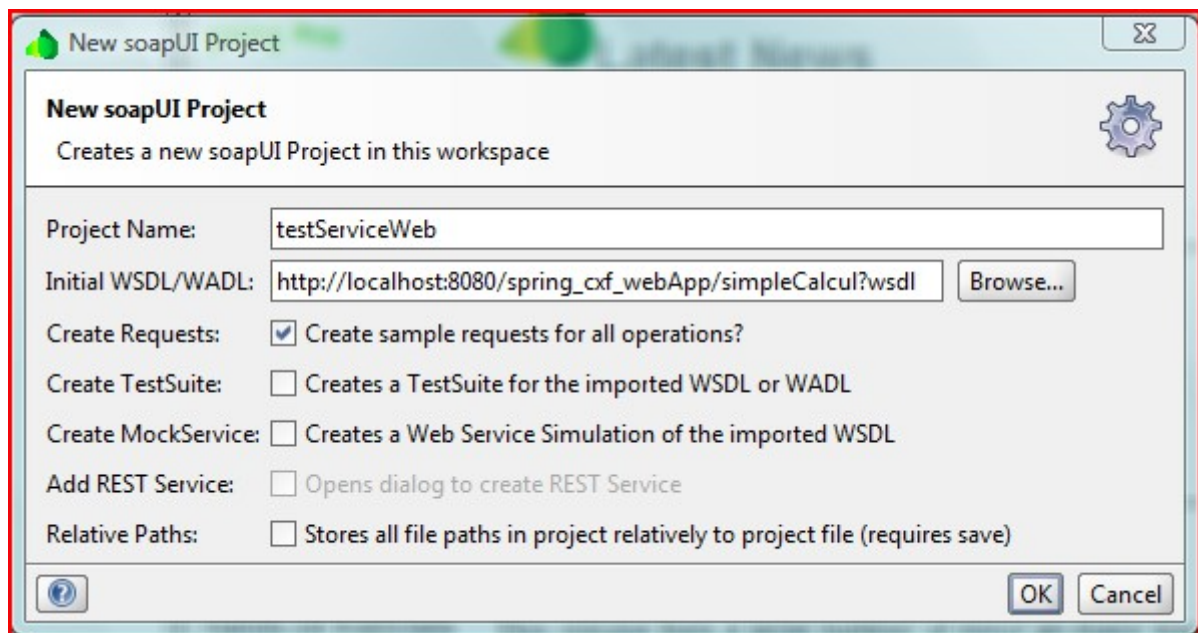 New soapUI Project
Latest News
New soapUI Project
Creates a new soapUI Project in this workspace
Project Name: testServiceWeb
Initial WSDL/WADL: http://localhost:8080/spring_cxf_webApp/simpleCalcul?wsdl Browse...
Create Requests: Create sample requests for all operations?
Create TestSuite: Creates a TestSuite for the imported WSDL or WADL
Create MockService: Creates a Web Service Simulation of the imported WSDL
Add REST Service: Opens dialog to create REST Service
Relative Paths: Stores all file paths in project relatively to project file (requires save)
OK Cancel